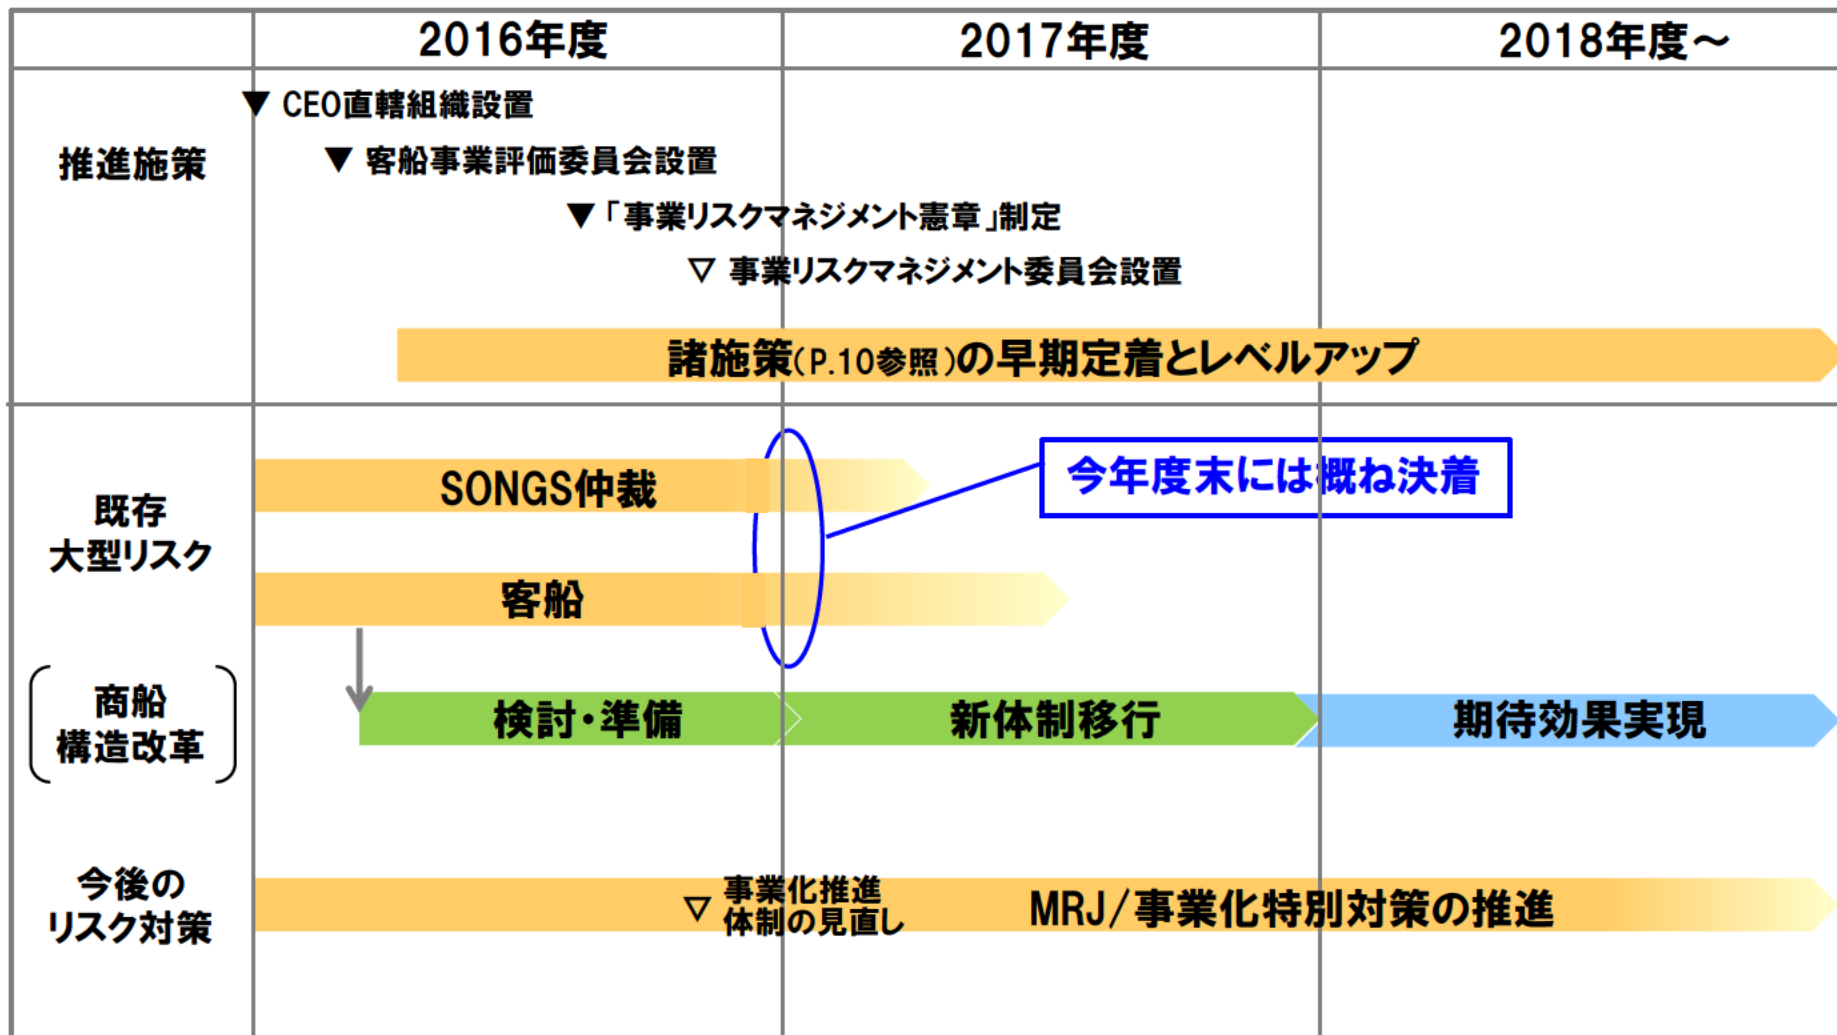 2016年度
2017年度
2018年度～
推進施策
▼ CEO直轄組織設置
▼ 客船事業評価委員会設置
▼「事業リスクマネジメント憲章」制定
▽ 事業リスクマネジメント委員会設置
諸施策(P.10参照)の早期定着とレベルアップ
既存
大型リスク
SONGS仲裁
今年度末には概ね決着
客船
商船
構造改革
検討・準備
新体制移行
期待効果実現
今後の
リスク対策
▽ 事業化推進
体制の見直し
MRJ/事業化特別対策の推進